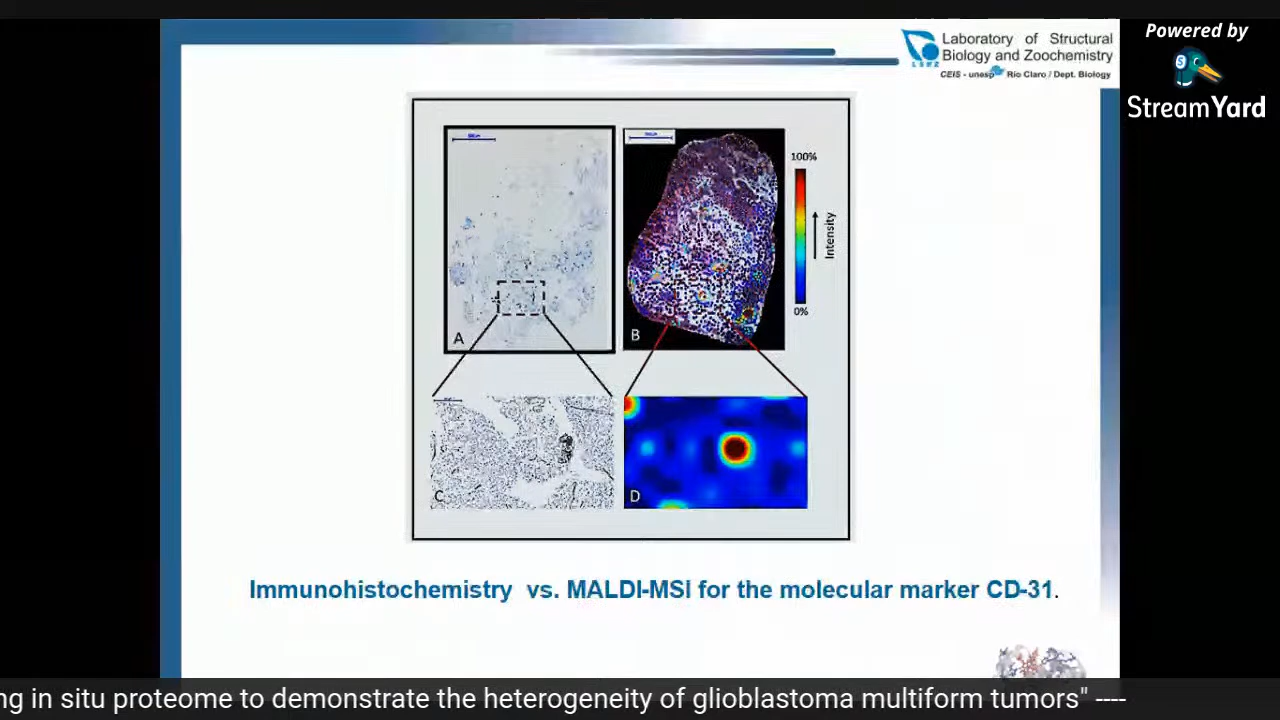 Powered by
StreamYard
Laboratory of Structural
Biology and Zoochemistry
CEIS - unesp Rio Claro / Dept. Biology
LSBZ
A
B
100%
Intensity
0%
C
D
Immunohistochemistry vs. MALDI-MSI for the molecular marker CD-31.
ng in situ proteome to demonstrate the heterogeneity of glioblastoma multiform tumors" ----